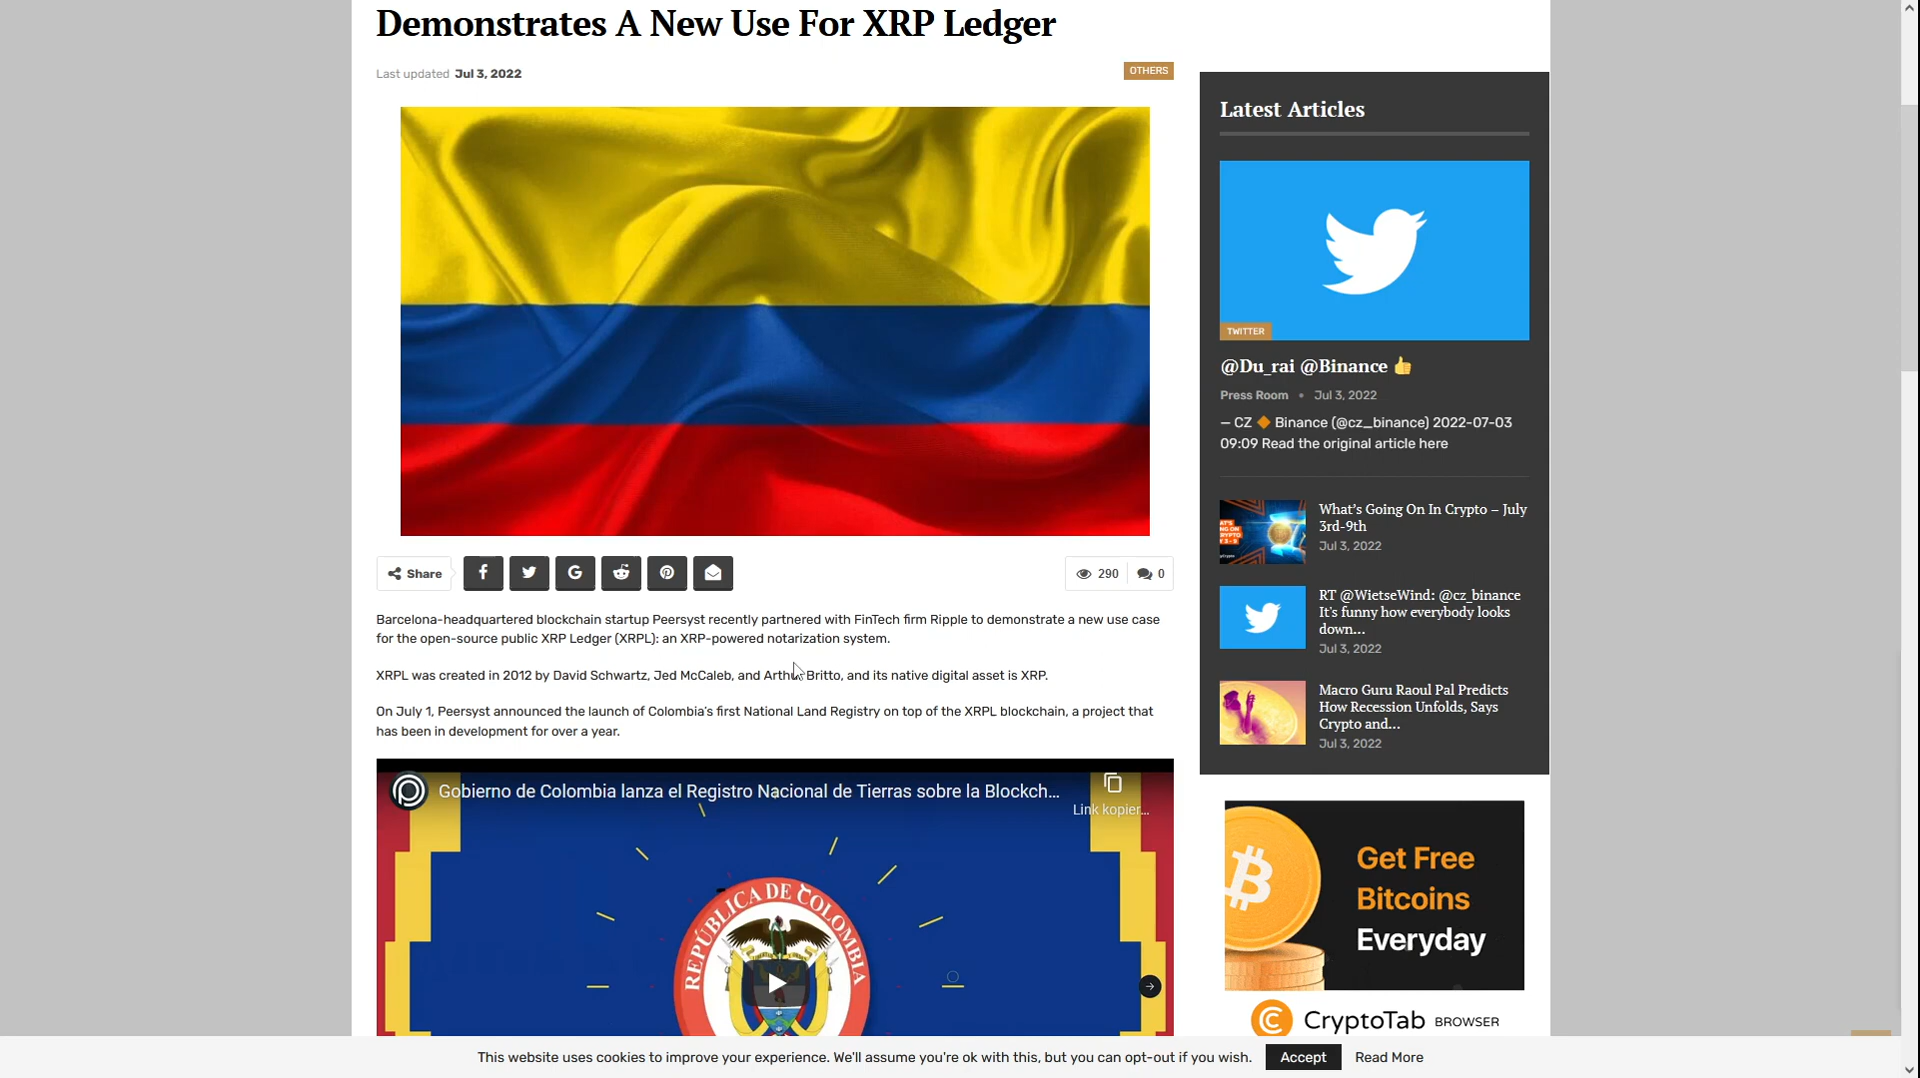 Demonstrates A New Use For XRP Ledger
Last updated Jul 3, 2022
OTHERS
Share
290
0
Barcelona-headquartered blockchain startup Peersyst recently partnered with FinTech firm Ripple to demonstrate a new use case
for the open-source public XRP Ledger (XRPL): an XRP-powered notarization system.
XRPL was created in 2012 by David Schwartz, Jed McCaleb, and Arthur Britto, and its native digital asset is XRP.
On July 1, Peersyst announced the launch of Colombia's first National Land Registry on top of the XRPL blockchain, a project that
has been in development for over a year.
Gobierno de Colombia lanza el Registro Nacional de Tierras sobre la Blockch...
Link kopier...
REPÚBLICA DE COLOMBIA
Latest Articles
TWITTER
@Du_rai @Binance 👍
Press Room • Jul 3, 2022
— CZ 🔶 Binance (@cz_binance) 2022-07-03
09:09 Read the original article here
What's Going On In Crypto – July
3rd-9th
Jul 3, 2022
RT @WietseWind: @cz_binance
It's funny how everybody looks
down...
Jul 3, 2022
Macro Guru Raoul Pal Predicts
How Recession Unfolds, Says
Crypto and...
Jul 3, 2022
Get Free
Bitcoins
Everyday
CryptoTab BROWSER
This website uses cookies to improve your experience. We'll assume you're ok with this, but you can opt-out if you wish.
Accept
Read More